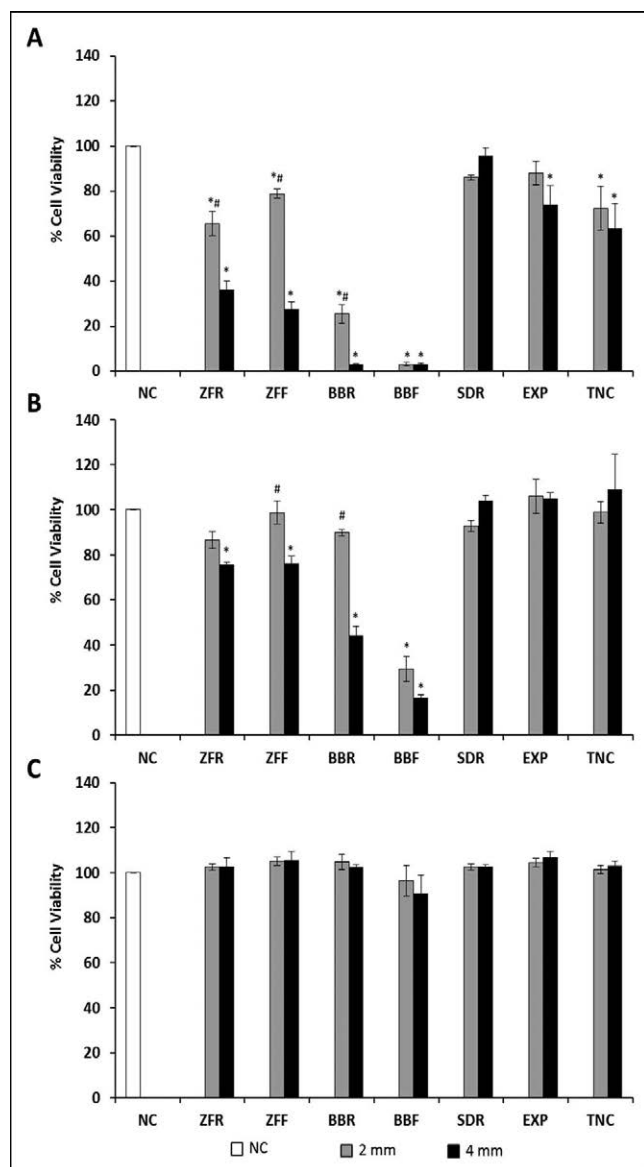 A
% Cell Viability
140
120
100
80
60
40
20
0
*# *# *# * * * * *
* * *
NC ZFR ZFF BBR BBF SDR EXP TNC
B
% Cell Viability
140
120
100
80
60
40
20
0
# #
* * * * *
NC ZFR ZFF BBR BBF SDR EXP TNC
C
% Cell Viability
140
120
100
80
60
40
20
0
NC ZFR ZFF BBR BBF SDR EXP TNC
NC 2 mm 4 mm